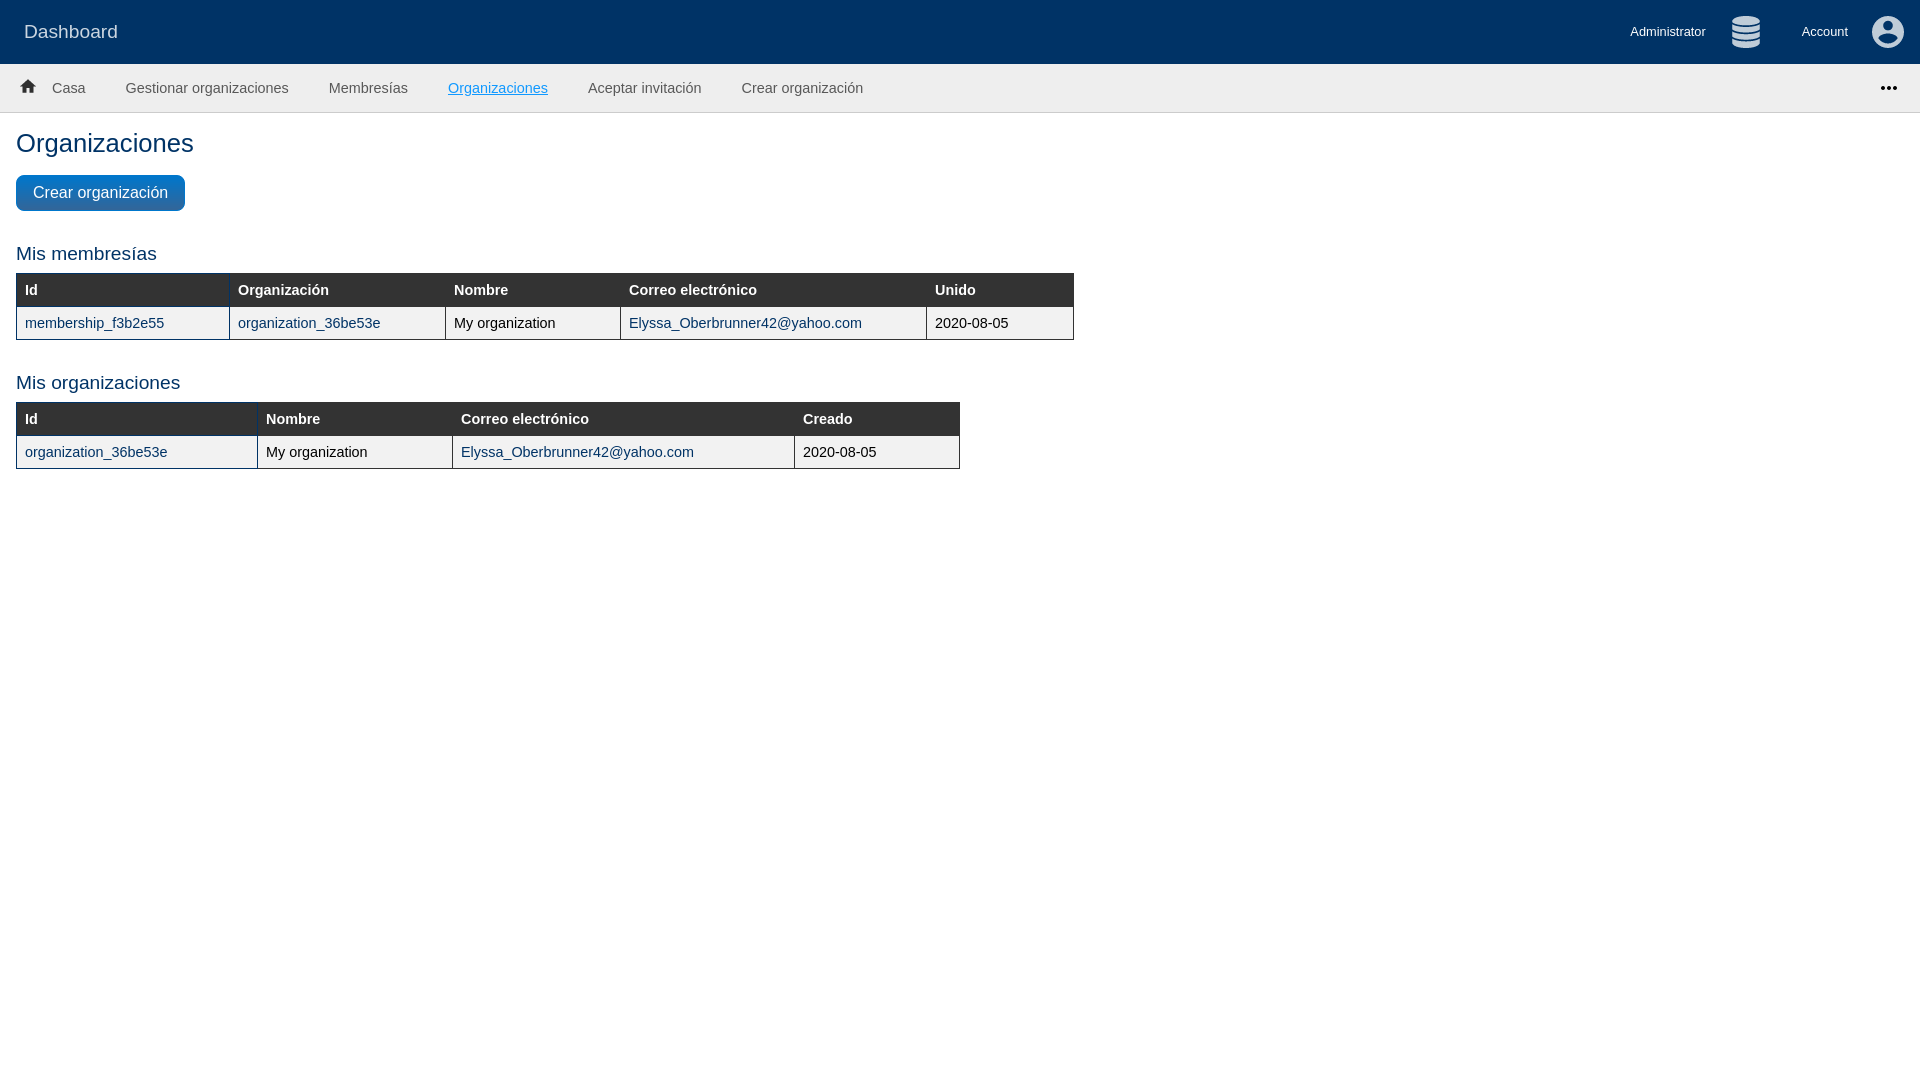 Dashboard
Administrator
Account
Casa
Gestionar organizaciones
Membresías
Organizaciones
Aceptar invitación
Crear organización
Organizaciones
Crear organización
Mis membresías
Id Organización Nombre Correo electrónico Unido
membership_f3b2e55 organization_36be53e My organization Elyssa_Oberbrunner42@yahoo.com 2020-08-05
Mis organizaciones
Id Nombre Correo electrónico Creado
organization_36be53e My organization Elyssa_Oberbrunner42@yahoo.com 2020-08-05